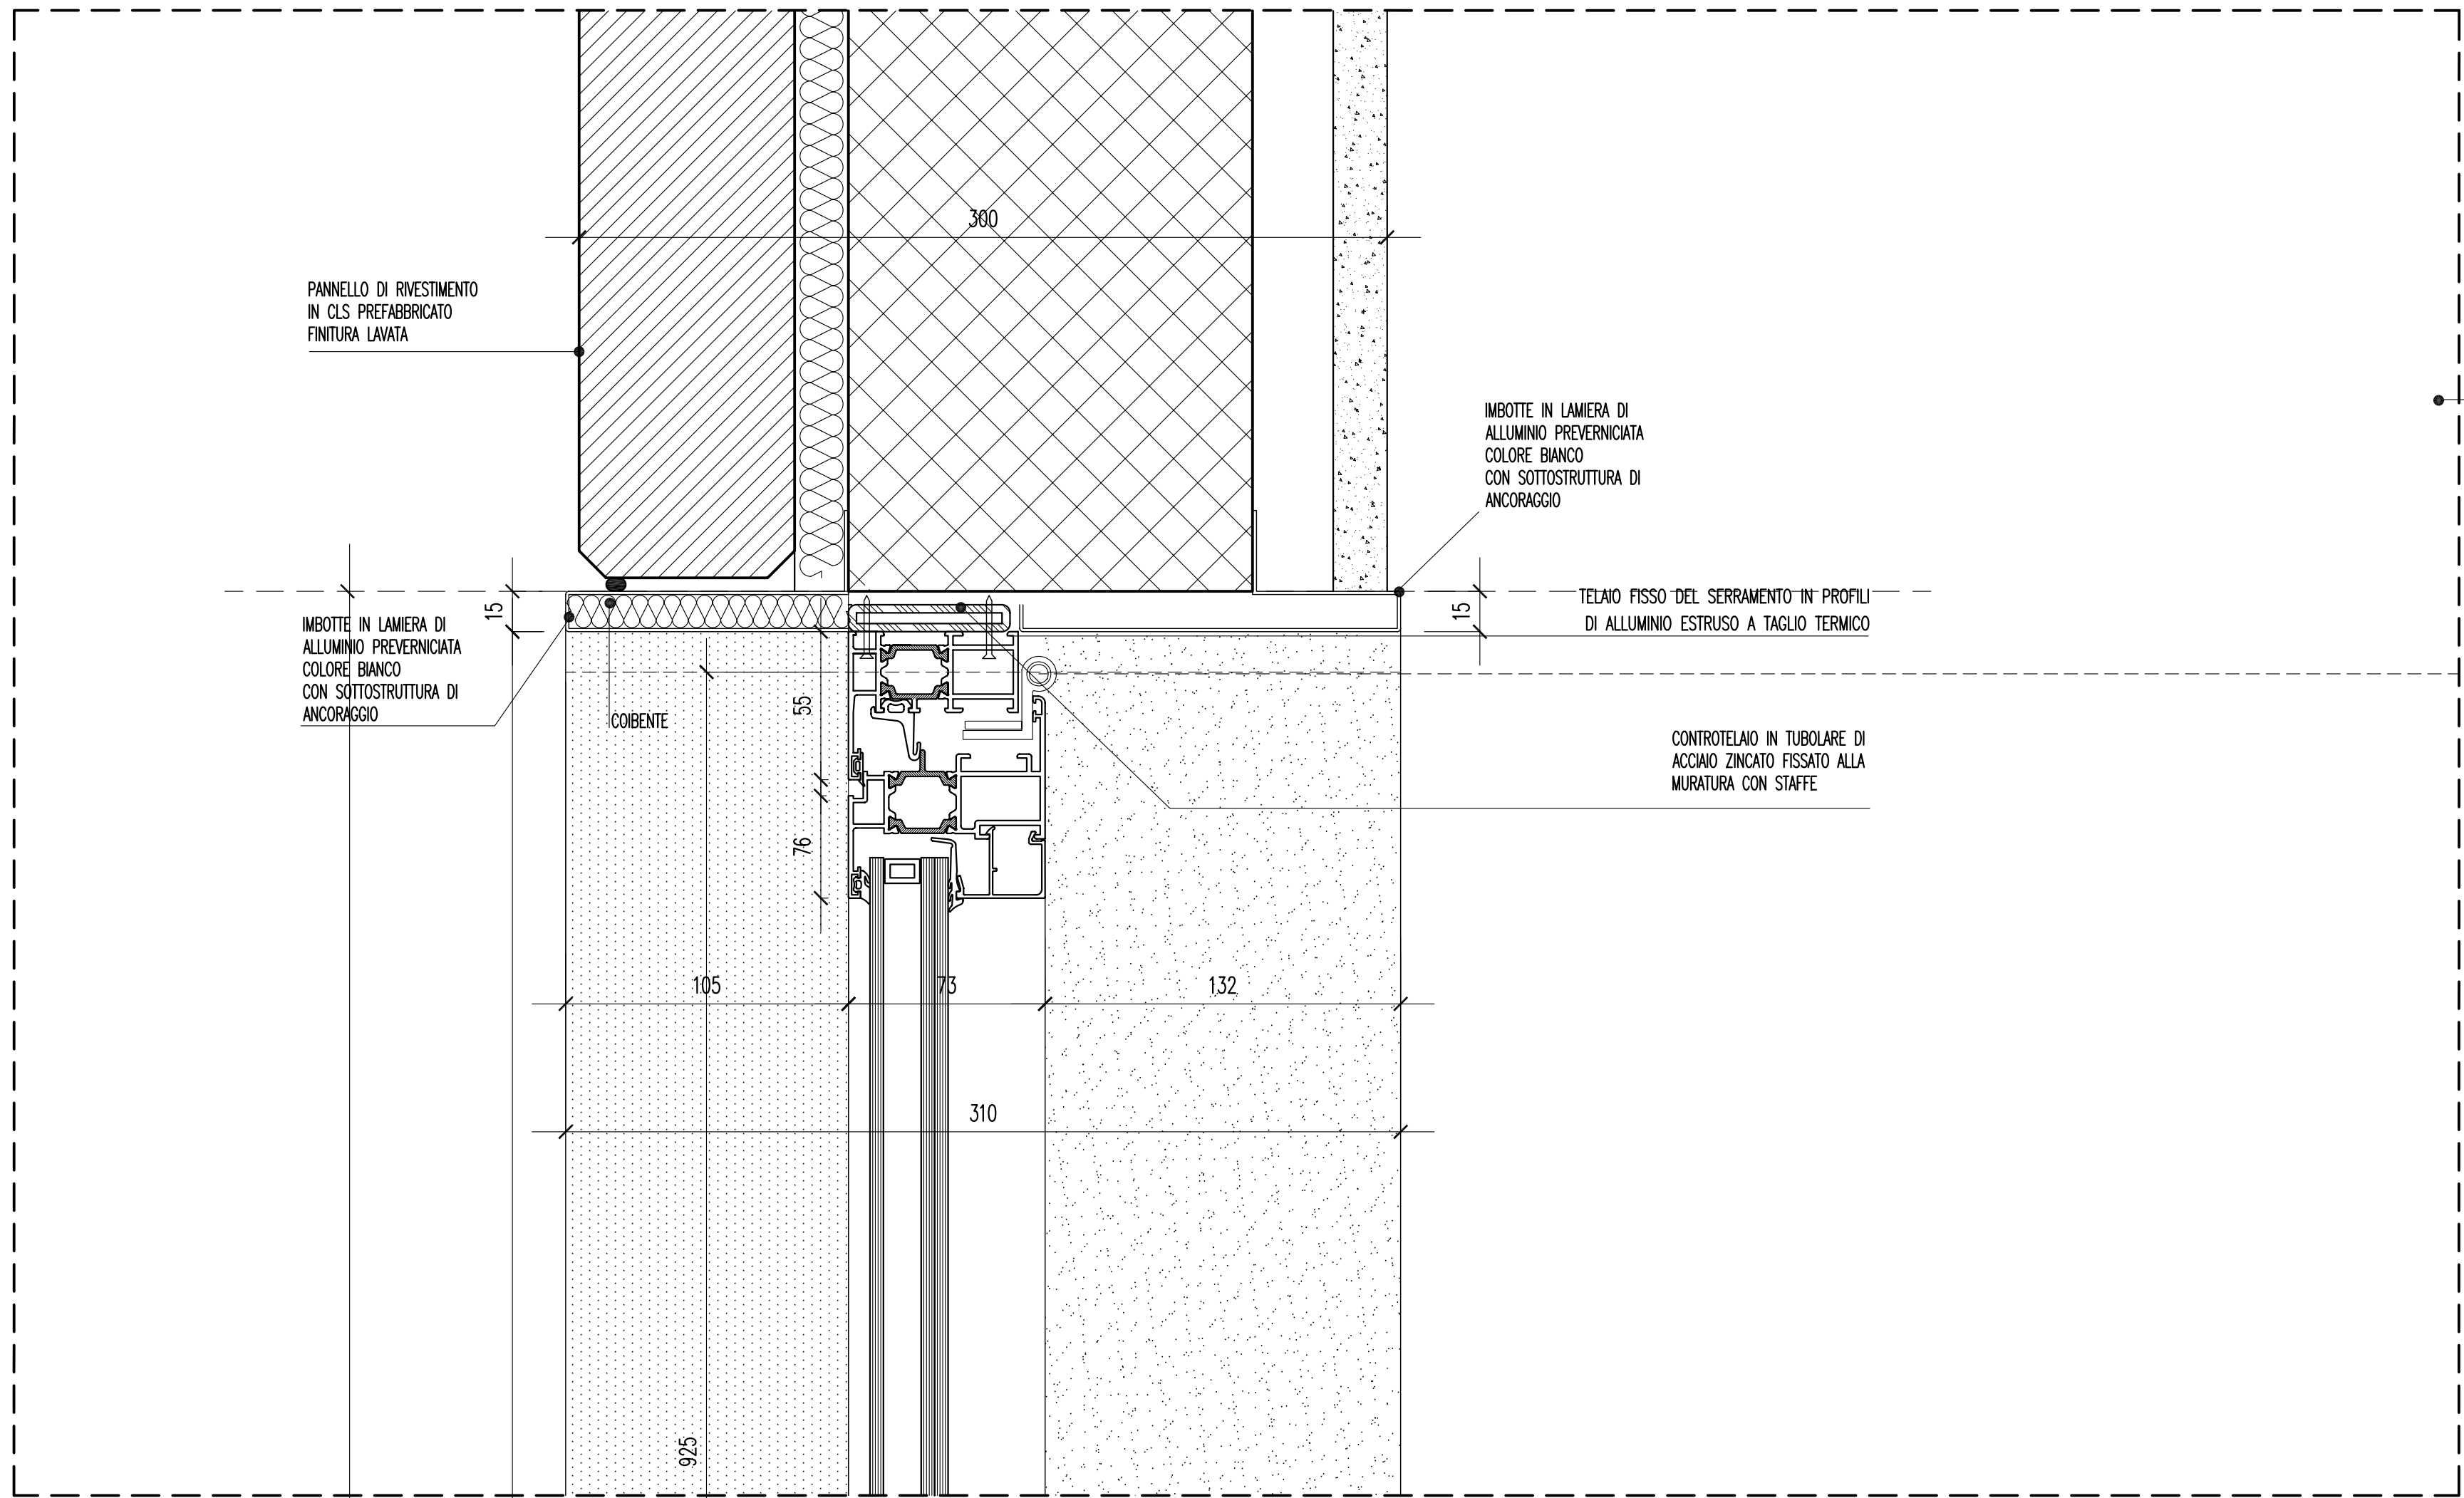 300
PANNELLO DI RIVESTIMENTO
IN CLS PREFABBRICATO
FINITURA LAVATA
IMBOTTE IN LAMIERA DI
ALLUMINIO PREVERNICIATA
COLORE BIANCO
CON SOTTOSTRUTTURA DI
ANCORAGGIO
TELAIO FISSO DEL SERRAMENTO IN PROFILI
DI ALLUMINIO ESTRUSO A TAGLIO TERMICO
15
15
IMBOTTE IN LAMIERA DI
ALLUMINIO PREVERNICIATA
COLORE BIANCO
CON SOTTOSTRUTTURA DI
ANCORAGGIO
COIBENTE
55
CONTROTELAIO IN TUBOLARE DI
ACCIAIO ZINCATO FISSATO ALLA
MURATURA CON STAFFE
76
105
73
132
310
925